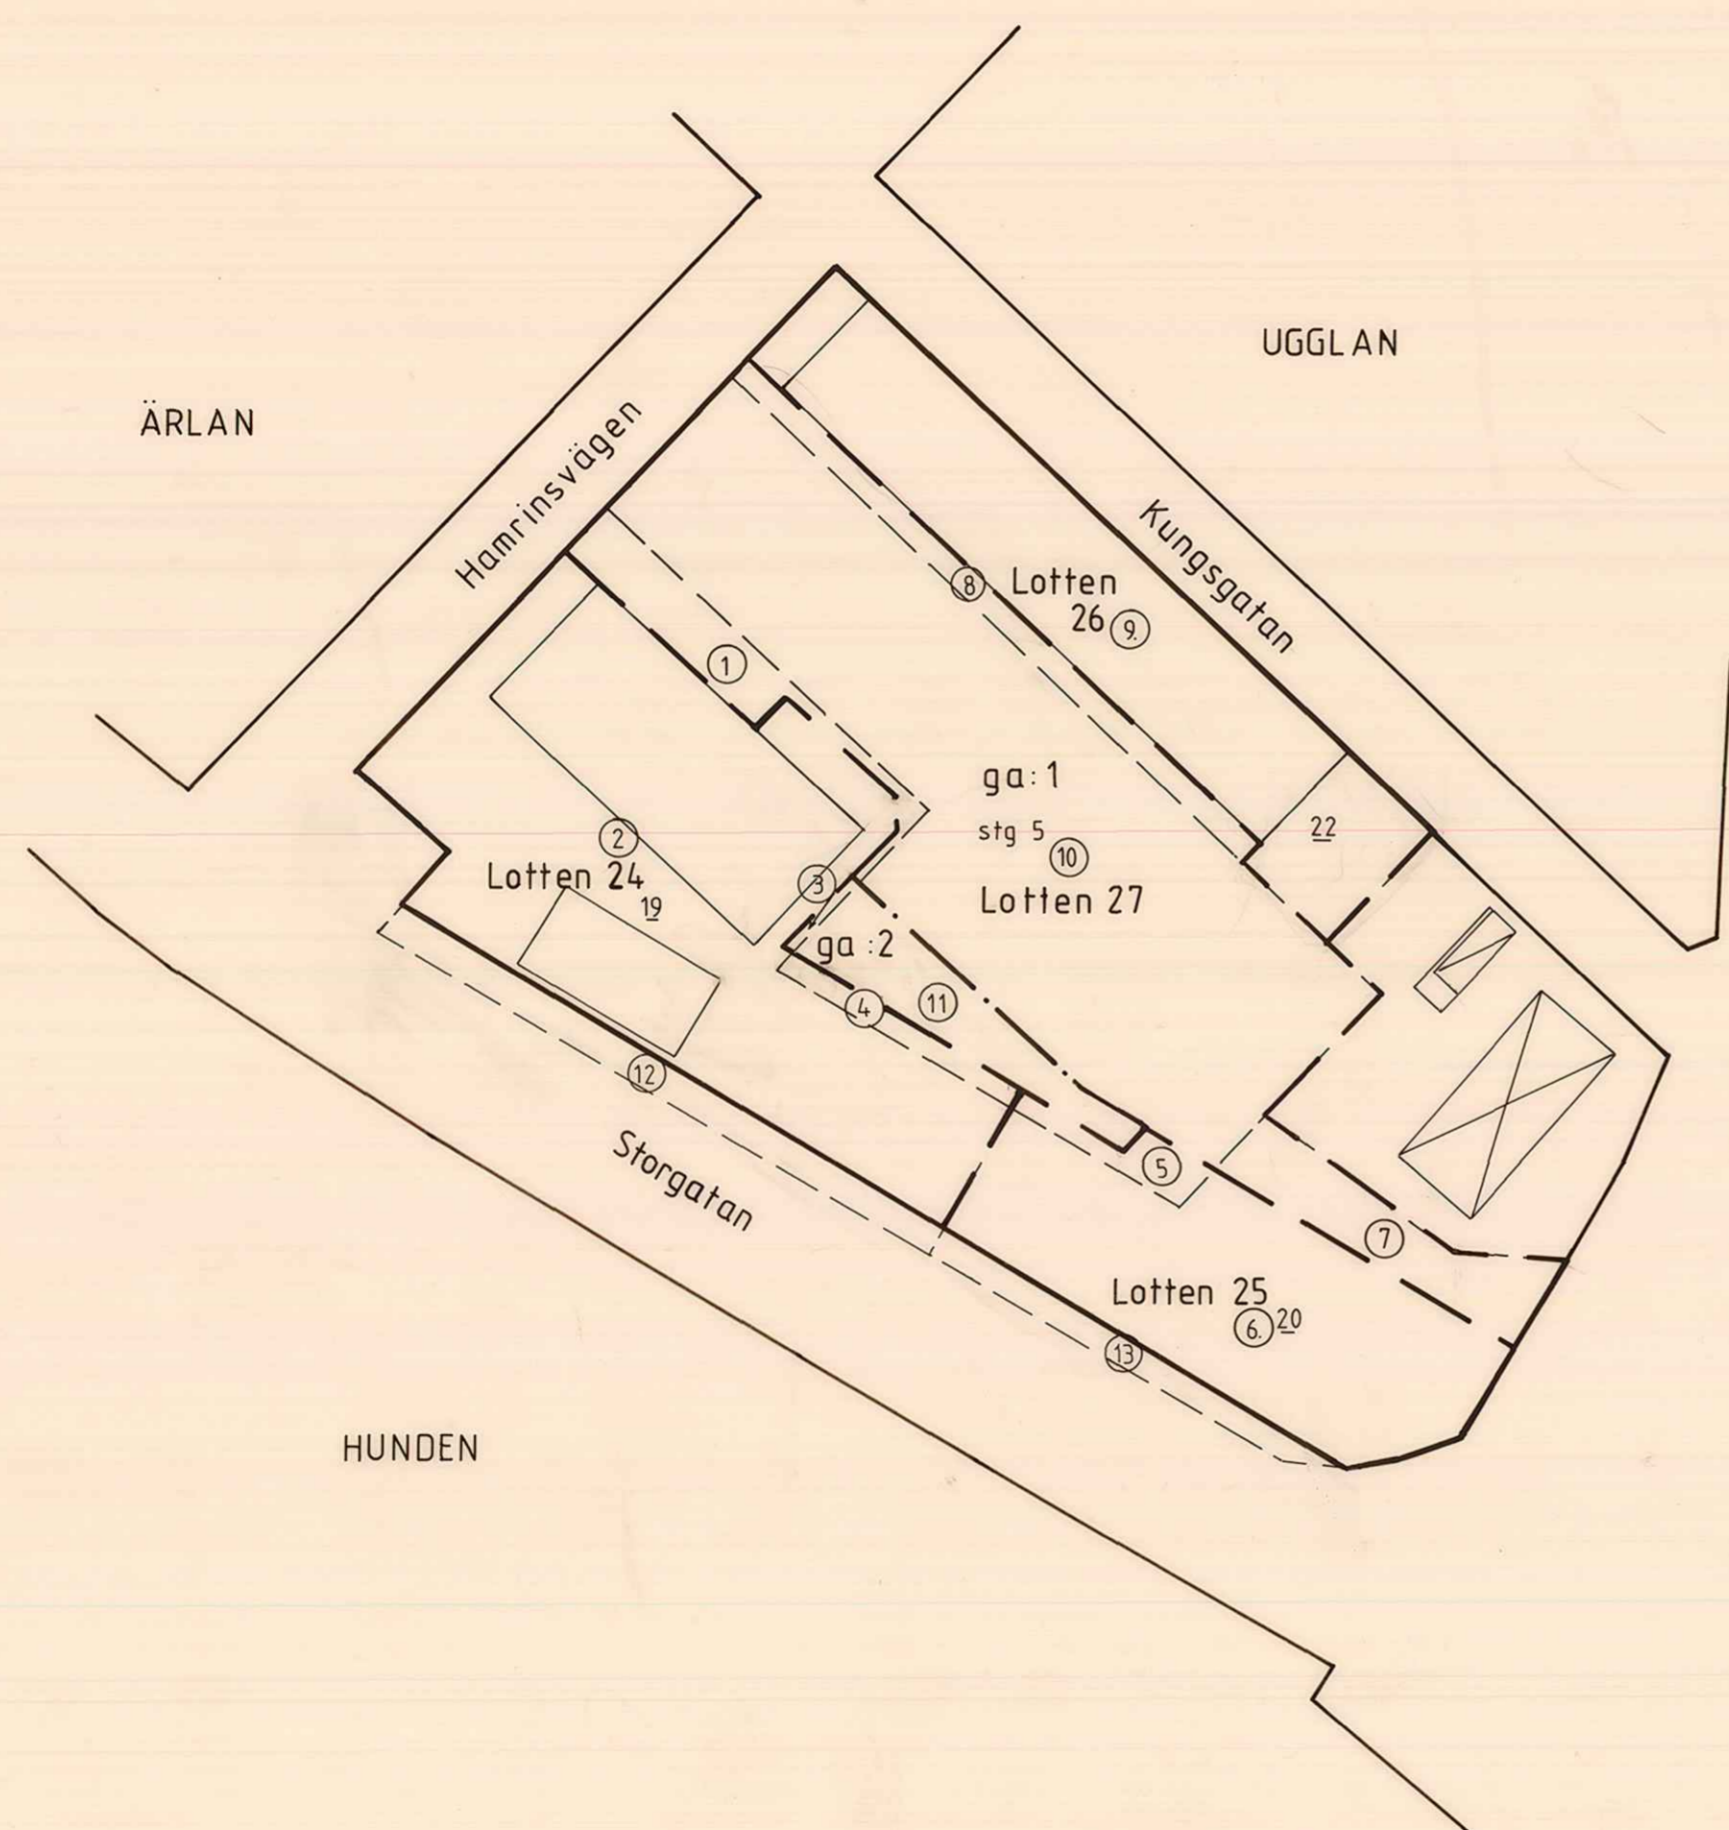 UGGLAN
ÄRLAN
Hamrinsvägen
Kungsgatan
8
Lotten
26 9.
1
ga: 1
stg 5
10
Lotten 27
22
2
Lotten 24
19
3
ga :2
4
11
12
5
Storgatan
7
Lotten 25
6. 20
13
HUNDEN